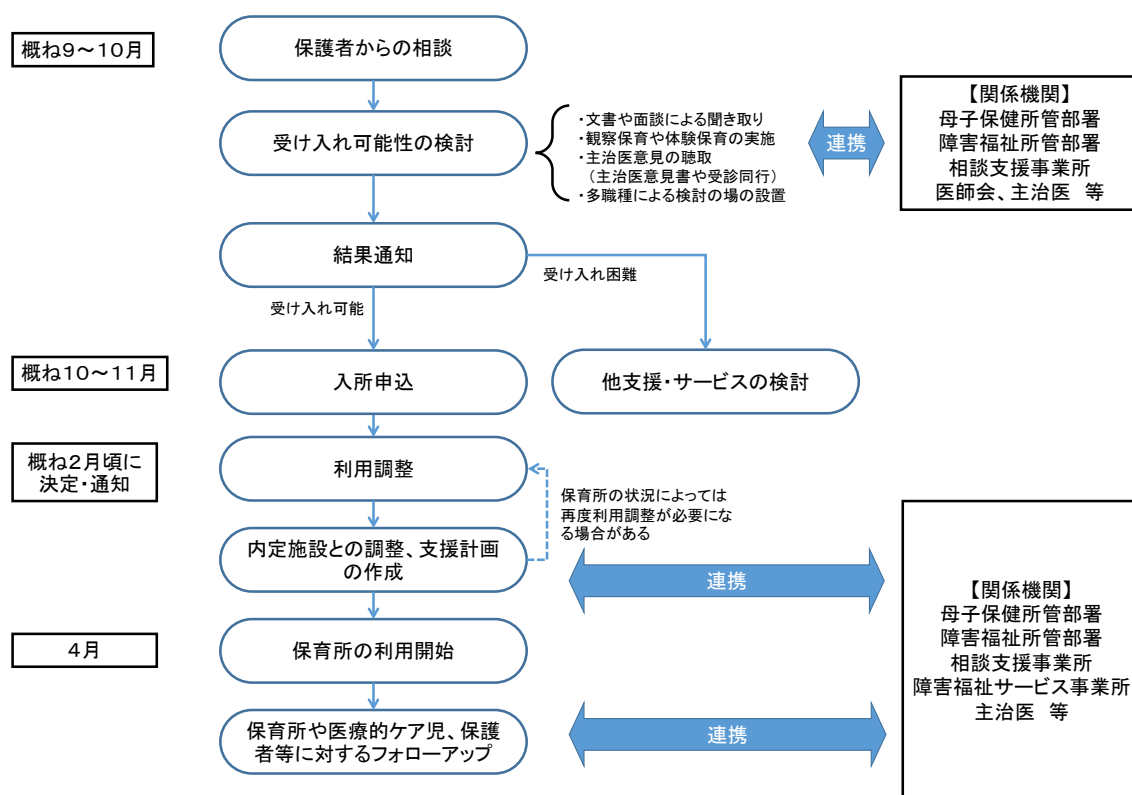 概ね９～１０月
保護者からの相談
受け入れ可能性の検討
・文書や面談による聞き取り
・観察保育や体験保育の実施
・主治医意見の聴取
（主治医意見書や受診同行）
・多職種による検討の場の設置
連携
【関係機関】
母子保健所管部署
障害福祉所管部署
相談支援事業所
医師会、主治医　等
結果通知
受け入れ困難
受け入れ可能
概ね１０～１１月
入所申込
他支援・サービスの検討
概ね２月頃に
決定・通知
利用調整
保育所の状況によっては
再度利用調整が必要にな
る場合がある
内定施設との調整、支援計画
の作成
連携
【関係機関】
母子保健所管部署
障害福祉所管部署
相談支援事業所
障害福祉サービス事業所
主治医　等
４月
保育所の利用開始
保育所や医療的ケア児、保護
者等に対するフォローアップ
連携